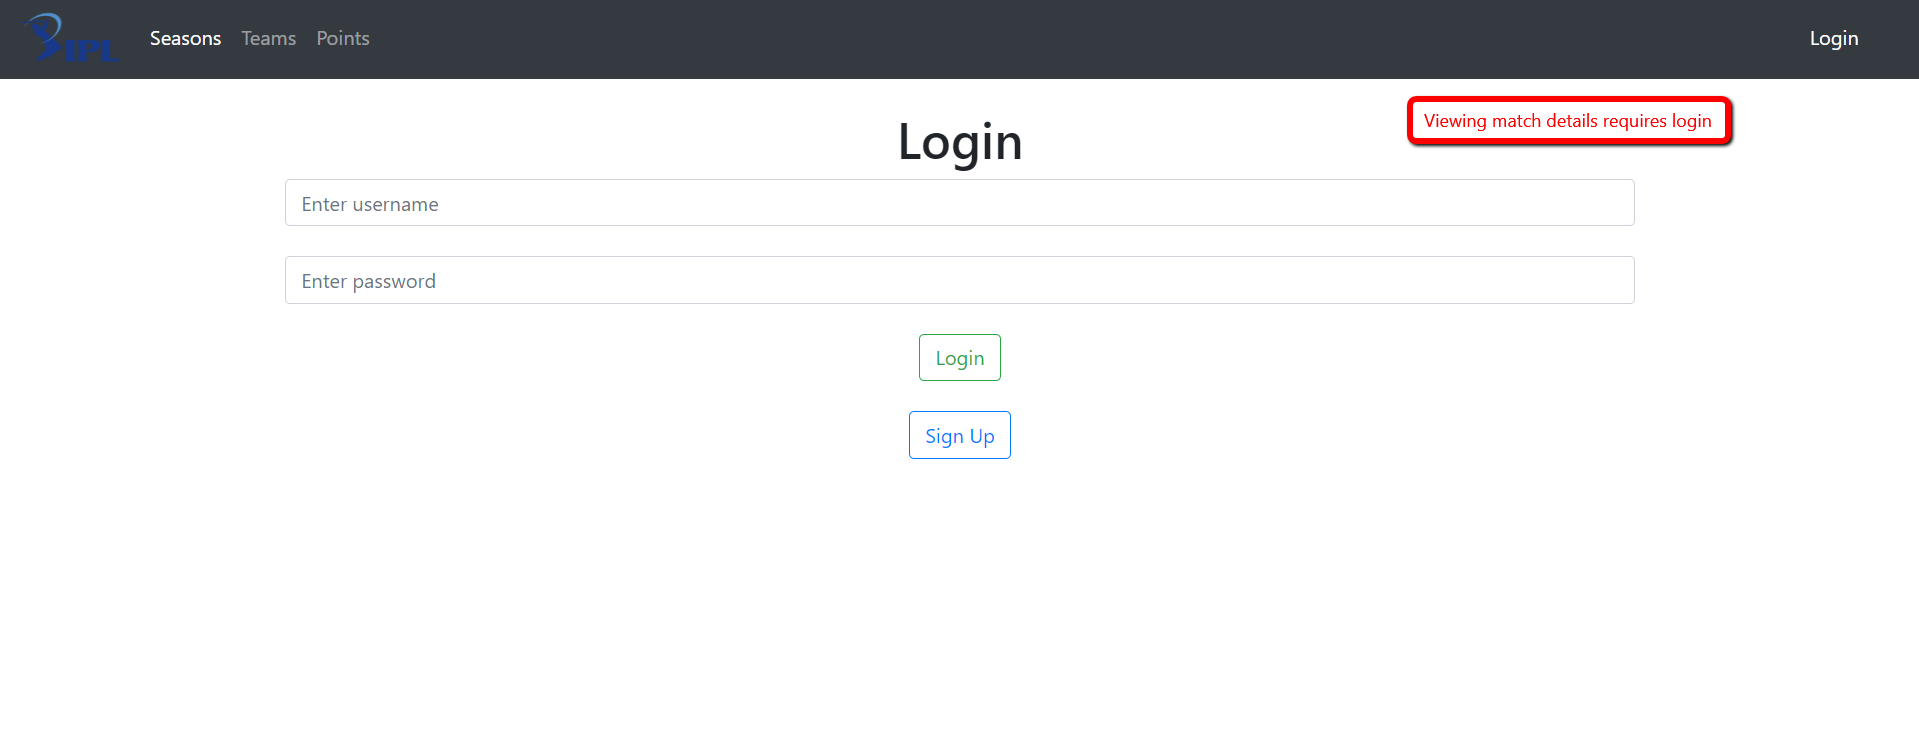 IPL
Seasons Teams Points Login
Viewing match details requires login
Login
Enter username
Enter password
Login
Sign Up